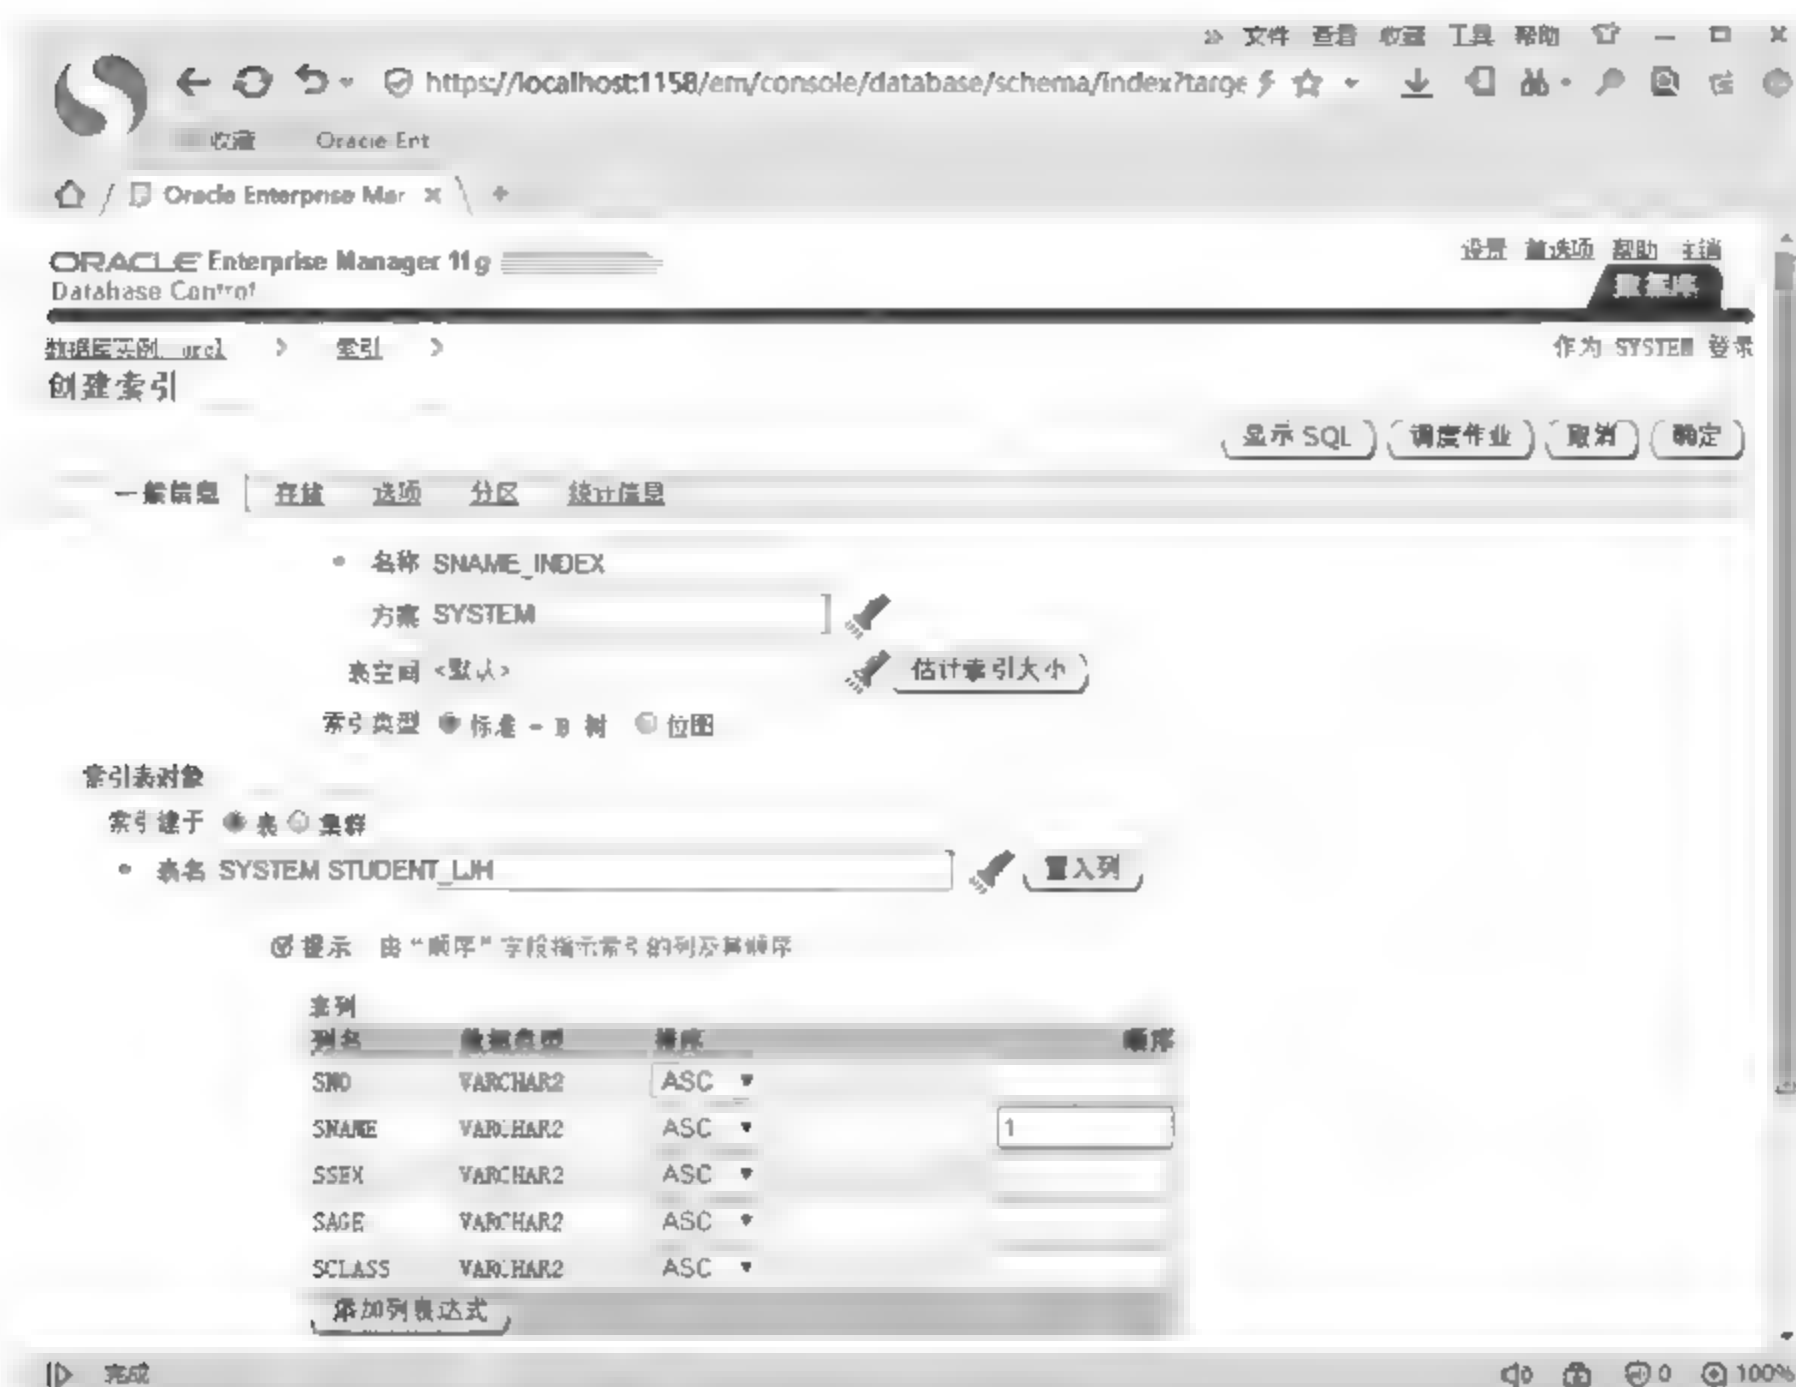 » 文件 查看 收藏 工具 帮助
https://localhost:1158/em/console/database/schema/index?targe
收藏 Oracle Ent
Oracle Enterprise Mar
ORACLE Enterprise Manager 11g
Database Control
设置 首选项 帮助 注销
数据库
数据库实例: orcl > 索引 >
作为 SYSTEM 登录
创建索引
显示 SQL 调度作业 取消 确定
一般信息 存储 选项 分区 统计信息
名称 SNAME_INDEX
方案 SYSTEM
表空间 <默认> 估计索引大小
索引类型 标准 - B 树 位图
索引表对象
索引建于 表 集群
表名 SYSTEM.STUDENT_LJH 置入列
提示 由“顺序”字段指示索引的列及其顺序
表列
列名 数据类型 排序 顺序
SNO VARCHAR2 ASC
SNAME VARCHAR2 ASC 1
SSEX VARCHAR2 ASC
SAGE VARCHAR2 ASC
SCLASS VARCHAR2 ASC
添加列表达式
完成 0 100%